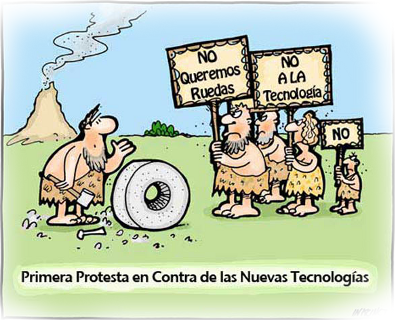 NO
Queremos
Ruedas
NO
A LA
Tecnología
NO
Primera Protesta en Contra de las Nuevas Tecnologías